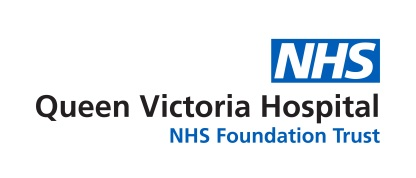 NHS
Queen Victoria Hospital
NHS Foundation Trust